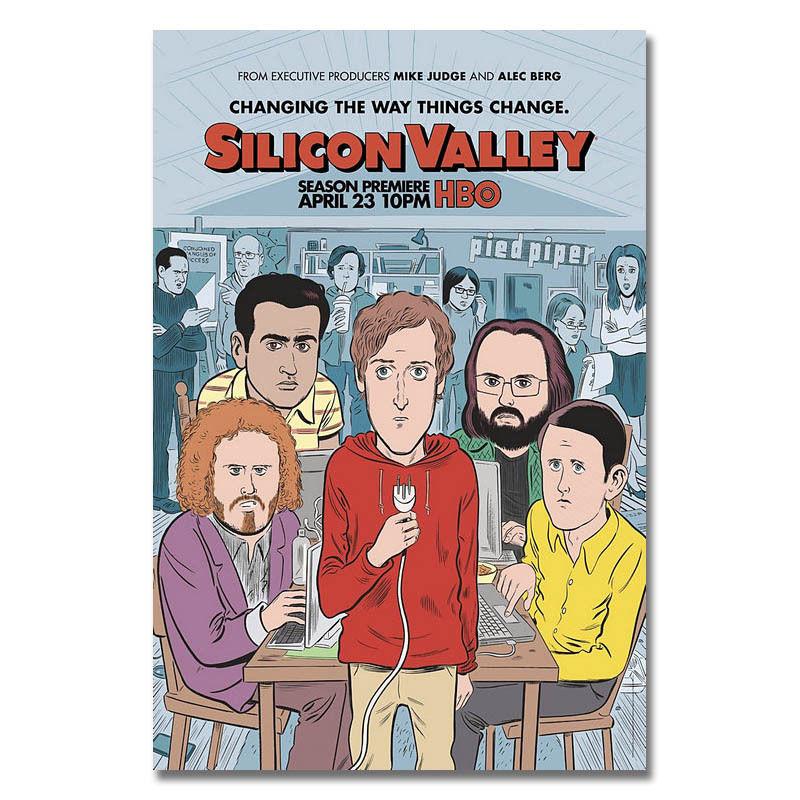 FROM EXECUTIVE PRODUCERS MIKE JUDGE AND ALEC BERG
CHANGING THE WAY THINGS CHANGE.
SILICON VALLEY
SEASON PREMIERE
APRIL 23 10PM HBO
pied piper